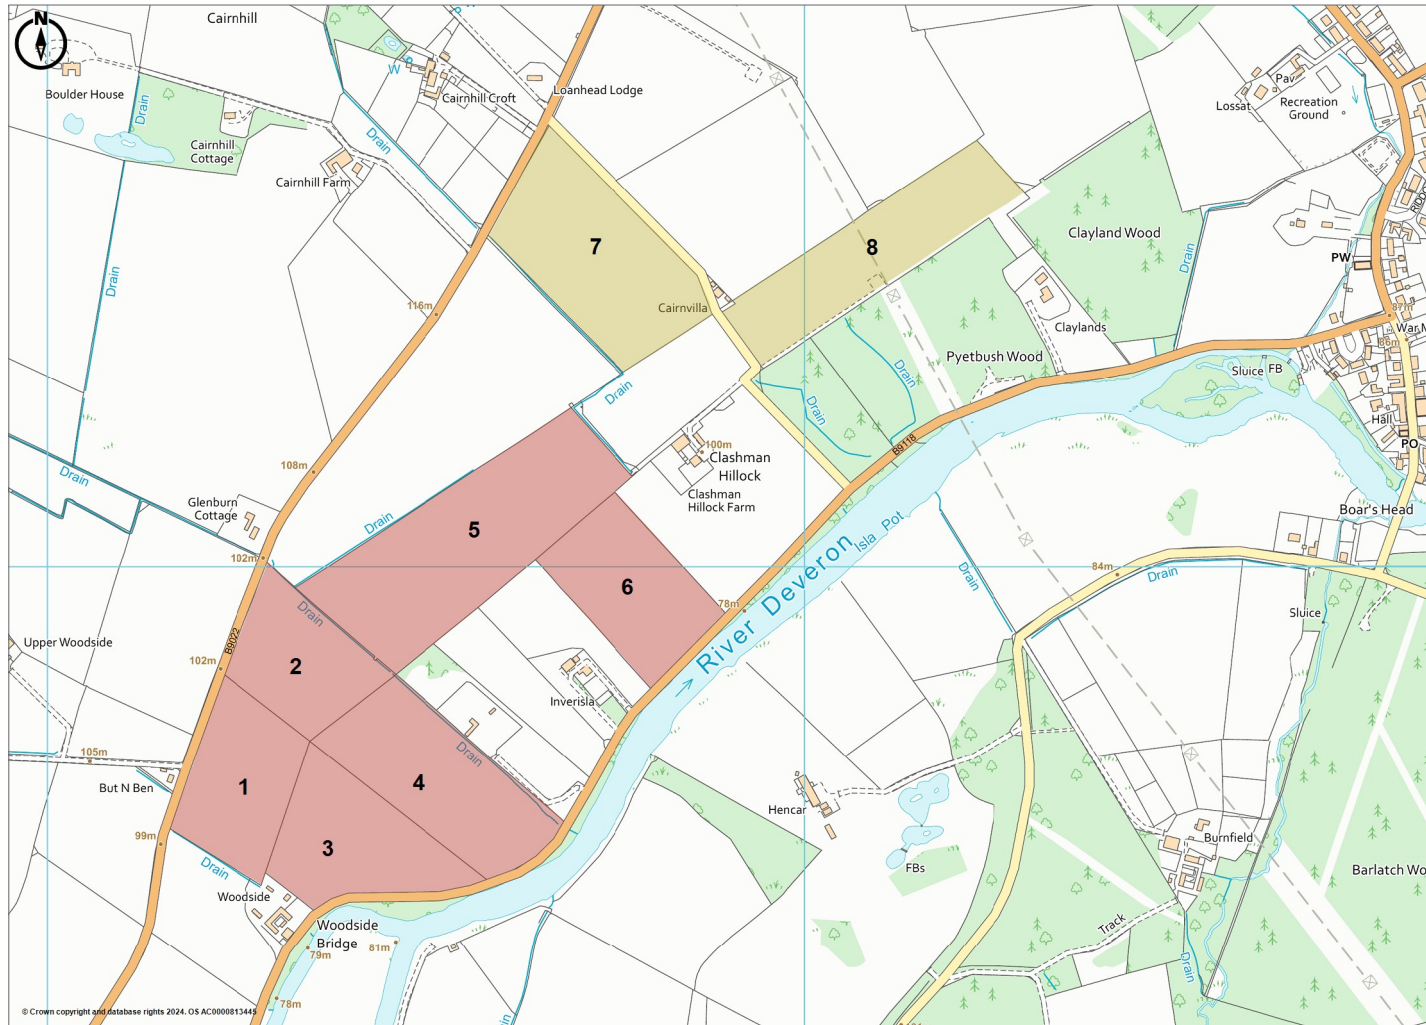 N
Cairnhill
W
Boulder House
Drain
Cairnhill Croft
Loanhead Lodge
Pav
Lossat
Recreation
Ground
Cairnhill
Cottage
Drain
Cairnhill Farm
Clayland Wood
7
8
PW
Drain
Drain
116m
Cairnvilla
87m
Claylands
86m
Pyetbush Wood
Sluice FB
Drain
Drain
Drain
Hall
B9118
PO
100m
Clashman
Hillock
Clashman
Hillock Farm
108m
Drain
Glenburn
Cottage
Boar's Head
Drain
5
Isla Pot
River Deveron
102m
84m
Drain
Drain
6
78m
Drain
Sluice
B9022
Upper Woodside
102m
2
Inverisla
105m
Drain
But N Ben
1
4
Hencar
99m
3
Burnfield
Drain
FBs
Barlatch Wo
Woodside
Woodside
Bridge
81m
79m
Track
Drain
78m
© Crown copyright and database rights 2024. OS AC0000813445